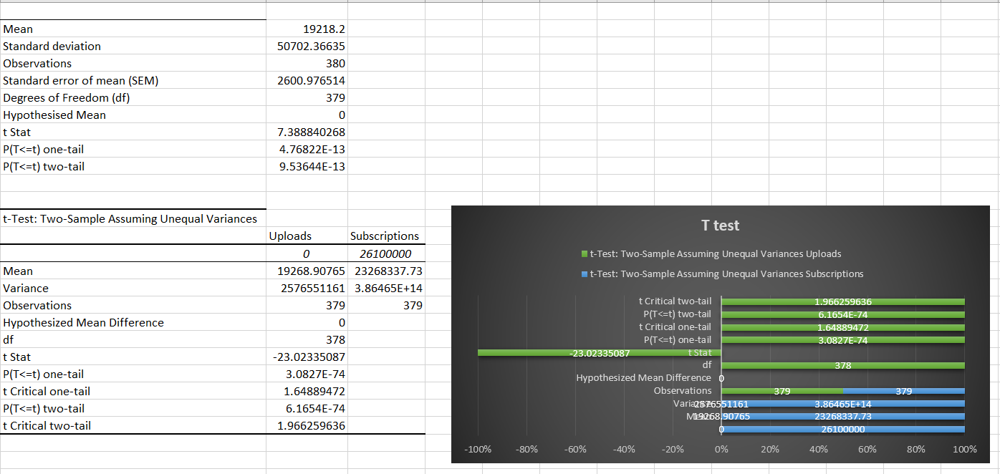 Mean 19218.2
Standard deviation 50702.36635
Observations 380
Standard error of mean (SEM) 2600.976514
Degrees of Freedom (df) 379
Hypothesised Mean 0
t Stat 7.388840268
P(T<=t) one-tail 4.76822E-13
P(T<=t) two-tail 9.53644E-13
t-Test: Two-Sample Assuming Unequal Variances
Uploads Subscriptions
0 26100000
Mean 19268.90765 23268337.73
Variance 2576551161 3.86465E+14
Observations 379 379
Hypothesized Mean Difference 0
df 378
t Stat -23.02335087
P(T<=t) one-tail 3.0827E-74
t Critical one-tail 1.64889472
P(T<=t) two-tail 6.1654E-74
t Critical two-tail 1.966259636
T test
t-Test: Two-Sample Assuming Unequal Variances Uploads
t-Test: Two-Sample Assuming Unequal Variances Subscriptions
t Critical two-tail 1.966259636
P(T<=t) two-tail 6.1654E-74
t Critical one-tail 1.64889472
P(T<=t) one-tail 3.0827E-74
-23.02335087 t Stat
df 378
Hypothesized Mean Difference 0
Observations 379 379
Variance 2576551161 3.86465E+14
Mean 19268.90765 23268337.73
0 26100000
-100% -80% -60% -40% -20% 0% 20% 40% 60% 80% 100%